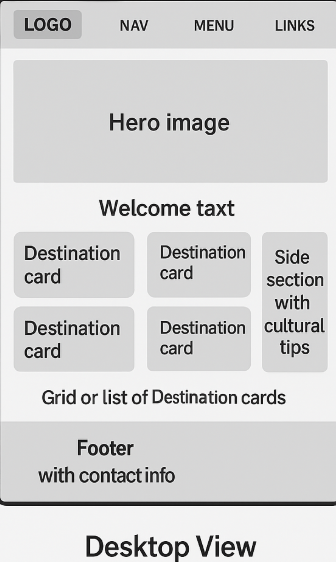 LOGO NAV MENU LINKS
Hero image
Welcome taxt
Destination
card
Destination
card
Destination
card
Destination
card
Side
section
with
cultural
tips
Grid or list of Destination cards
Footer
with contact info
Desktop View